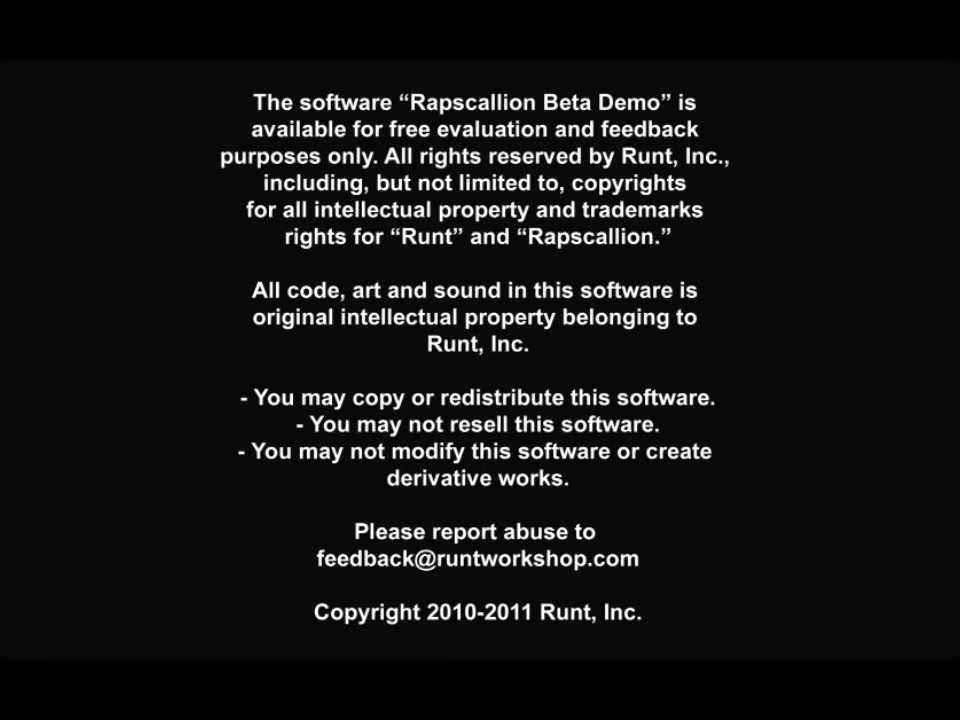 The software “Rapscallion Beta Demo” is
available for free evaluation and feedback
purposes only. All rights reserved by Runt, Inc.,
including, but not limited to, copyrights
for all intellectual property and trademarks
rights for “Runt” and “Rapscallion.”
All code, art and sound in this software is
original intellectual property belonging to
Runt, Inc.
- You may copy or redistribute this software.
- You may not resell this software.
- You may not modify this software or create
derivative works.
Please report abuse to
feedback@runtworkshop.com
Copyright 2010-2011 Runt, Inc.